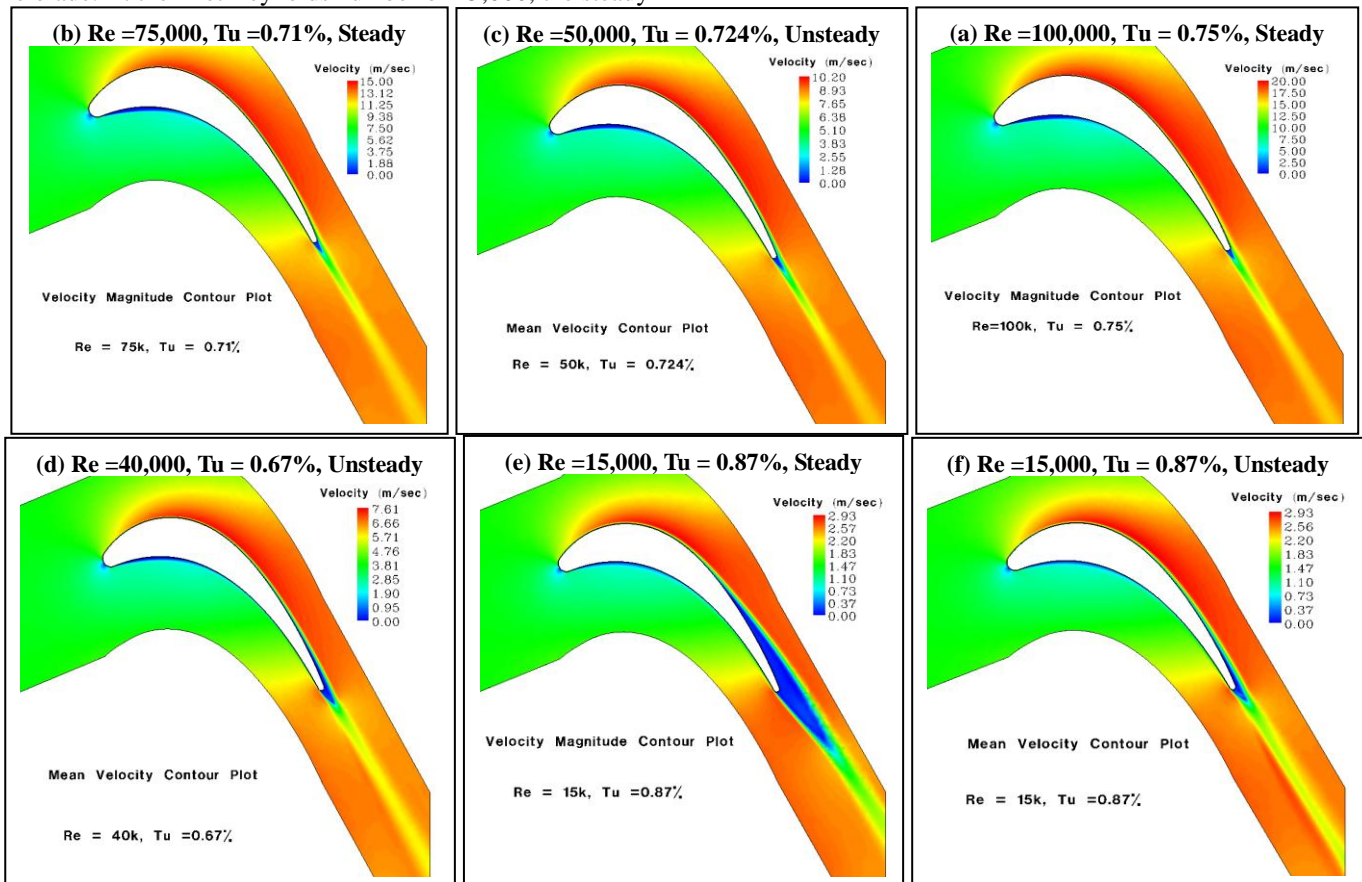 (b) Re =75,000, Tu =0.71%, Steady
Velocity (m/sec)
15.00
13.12
11.25
9.38
7.50
5.62
3.75
1.88
0.00
Velocity Magnitude Contour Plot
Re = 75k, Tu = 0.71%
(c) Re =50,000, Tu = 0.724%, Unsteady
Velocity (m/sec)
10.20
8.93
7.65
6.38
5.10
3.83
2.55
1.28
0.00
Mean Velocity Contour Plot
Re = 50k, Tu = 0.724%
(a) Re =100,000, Tu = 0.75%, Steady
Velocity (m/sec)
20.00
17.50
15.00
12.50
10.00
7.50
5.00
2.50
0.00
Velocity Magnitude Contour Plot
Re=100k, Tu = 0.75%
(d) Re =40,000, Tu = 0.67%, Unsteady
Velocity (m/sec)
7.61
6.66
5.71
4.76
3.81
2.85
1.90
0.95
0.00
Mean Velocity Contour Plot
Re = 40k, Tu =0.67%
(e) Re =15,000, Tu = 0.87%, Steady
Velocity (m/sec)
2.93
2.56
2.20
1.83
1.47
1.10
0.73
0.37
0.00
Velocity Magnitude Contour Plot
Re = 15k, Tu =0.87%
(f) Re =15,000, Tu = 0.87%, Unsteady
Velocity (m/sec)
2.93
2.56
2.20
1.83
1.47
1.10
0.73
0.37
0.00
Mean Velocity Contour Plot
Re = 15k, Tu =0.87%